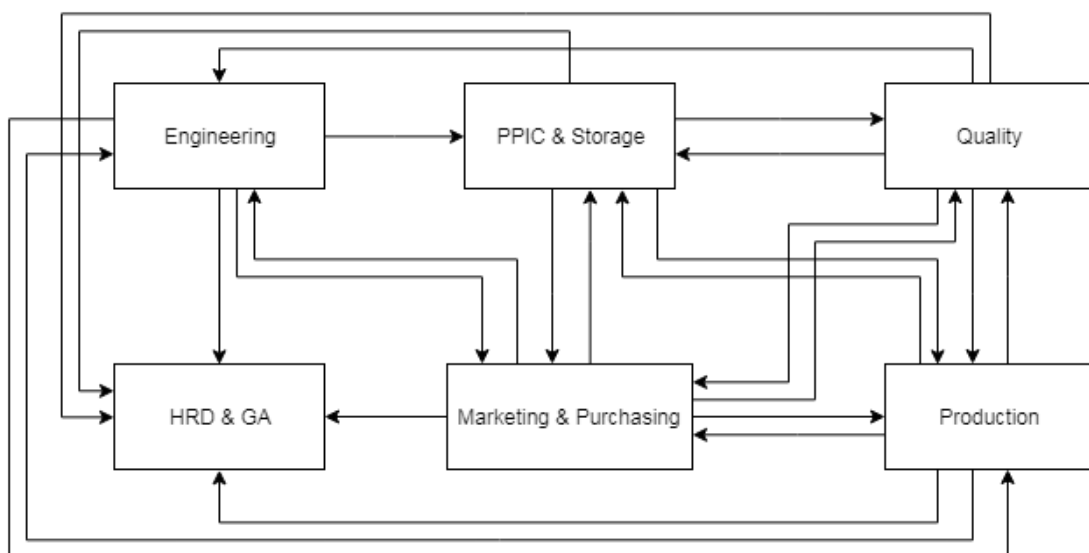 Engineering
PPIC & Storage
Quality
HRD & GA
Marketing & Purchasing
Production